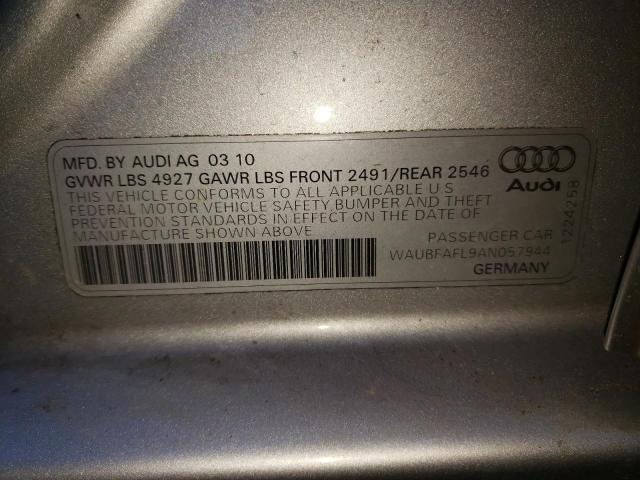 MFD. BY AUDI AG 03 10
GVWR LBS 4927 GAWR LBS FRONT 2491/REAR 2546
THIS VEHICLE CONFORMS TO ALL APPLICABLE U S
FEDERAL MOTOR VEHICLE SAFETY,BUMPER AND THEFT
PREVENTION STANDARDS IN EFFECT ON THE DATE OF
MANUFACTURE SHOWN ABOVE
Audi
PASSENGER CAR
WAUBFAFL9AN057944
GERMANY
1224258